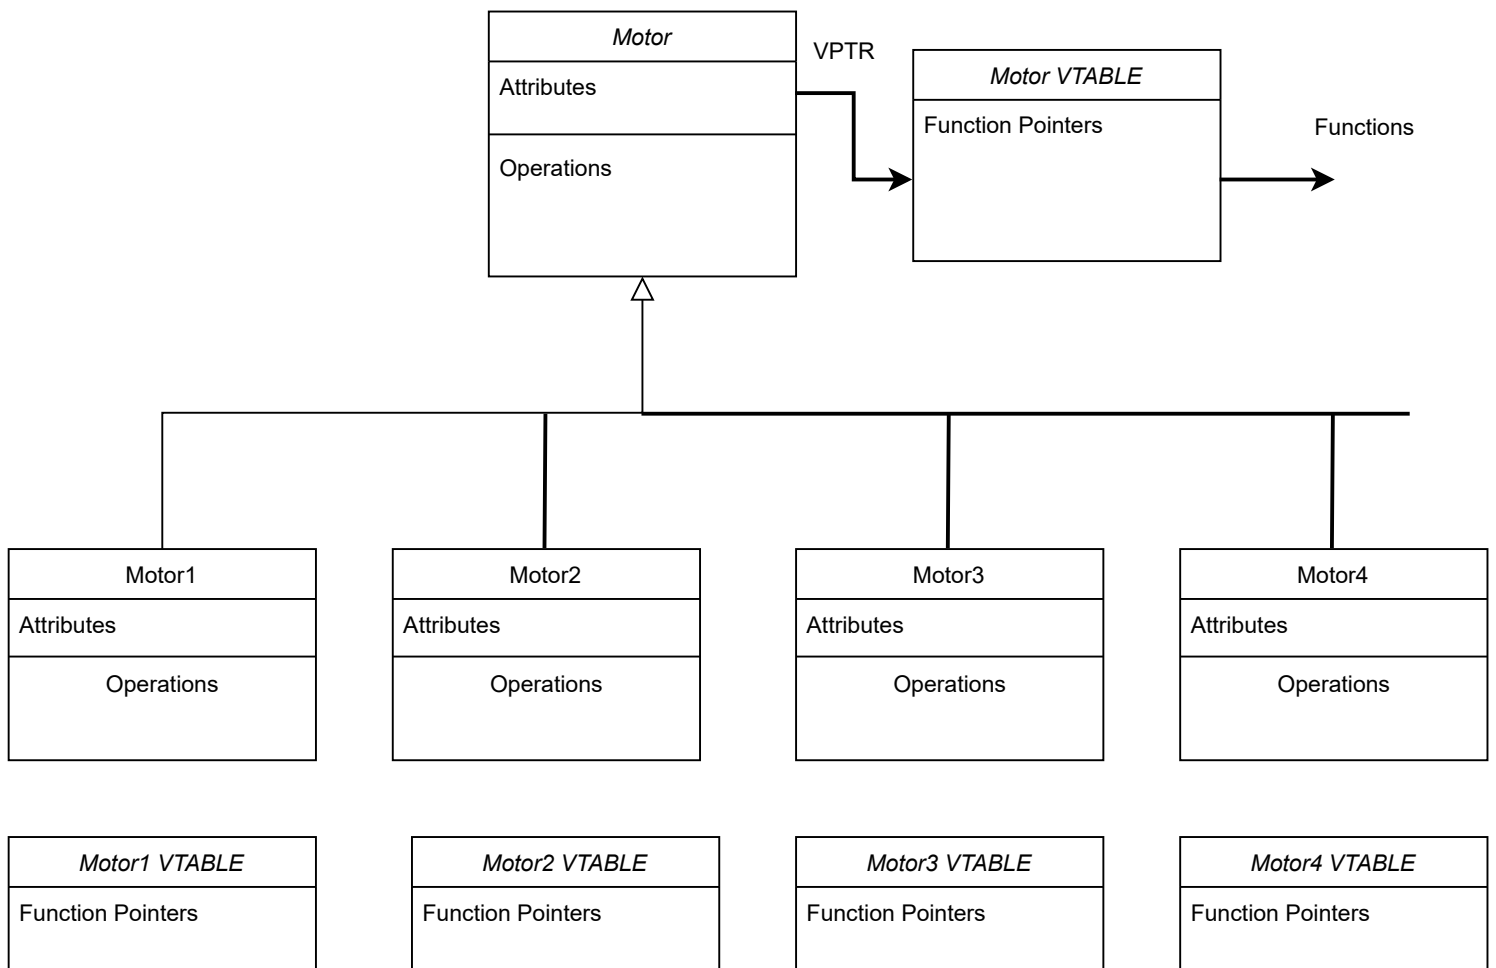 Motor
VPTR
Attributes
Motor VTABLE
Function Pointers
Functions
Operations
Motor1
Motor2
Motor3
Motor4
Attributes
Attributes
Attributes
Attributes
Operations
Operations
Operations
Operations
Motor1 VTABLE
Motor2 VTABLE
Motor3 VTABLE
Motor4 VTABLE
Function Pointers
Function Pointers
Function Pointers
Function Pointers